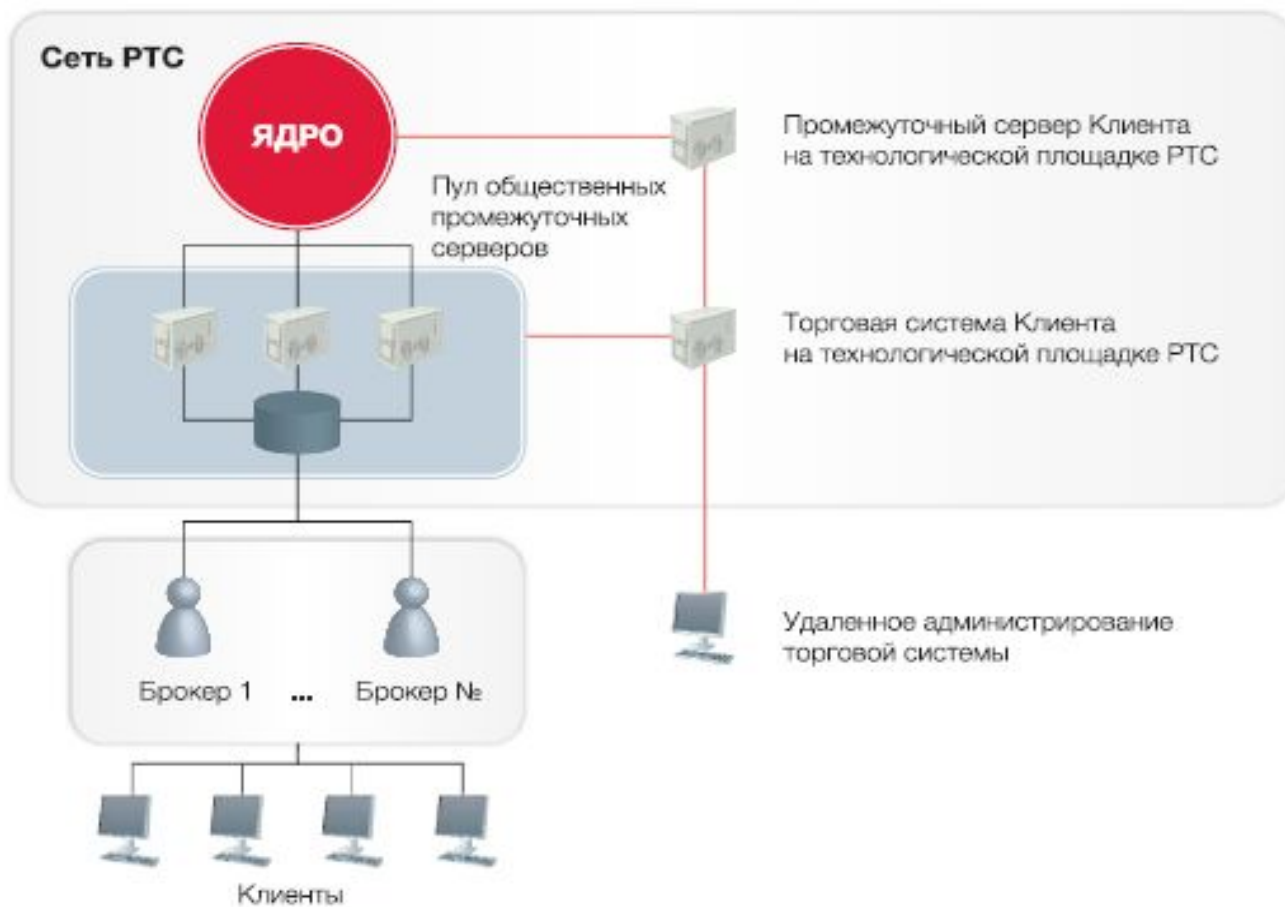 Сеть РТС
ЯДРО
Промежуточный сервер Клиента
на технологической площадке РТС
Пул общественных
промежуточных
серверов
Торговая система Клиента
на технологической площадке РТС
Удаленное администрирование
торговой системы
Брокер 1 ... Брокер №
Клиенты